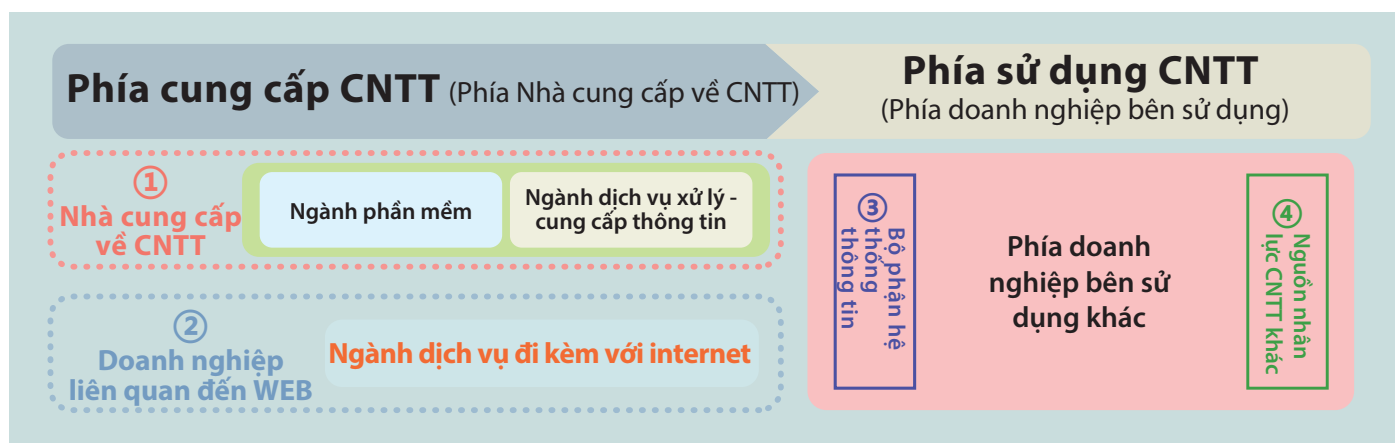 Phía cung cấp CNTT (Phía Nhà cung cấp về CNTT)
Phía sử dụng CNTT
(Phía doanh nghiệp bên sử dụng)
①
Nhà cung cấp
về CNTT
Ngành phần mềm
Ngành dịch vụ xử lý -
cung cấp thông tin
②
Doanh nghiệp
liên quan đến WEB
Ngành dịch vụ đi kèm với internet
③
Bộ phận hệ
thống
thông tin
Phía doanh
nghiệp bên sử
dụng khác
④
Nguồn nhân
lực CNTT khác